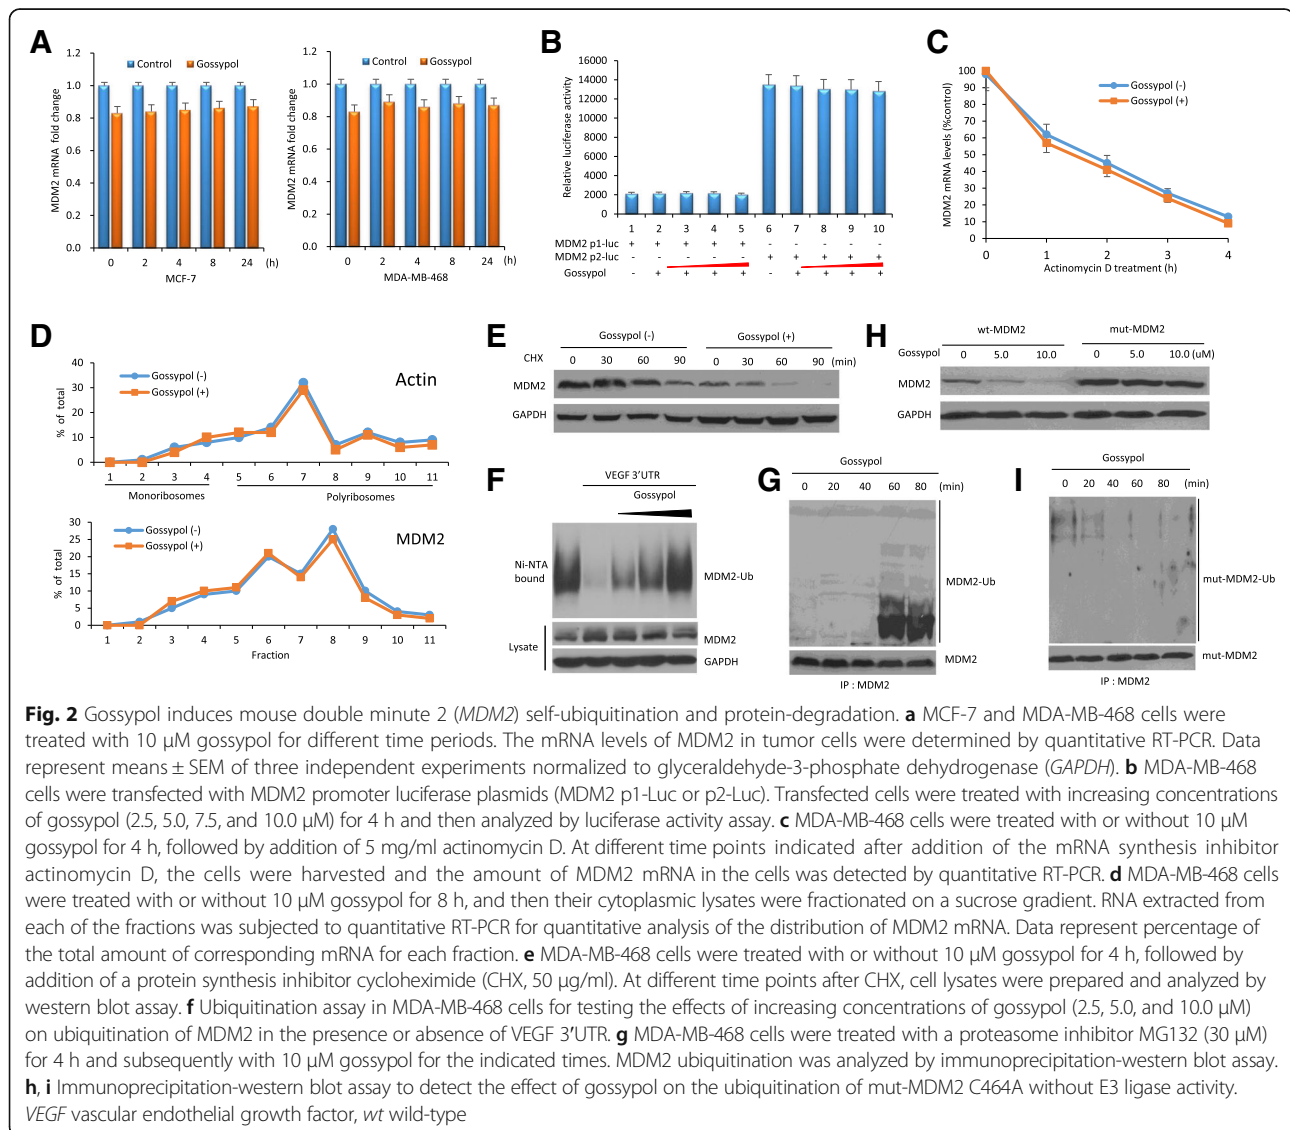 A
1.2
1.0
0.8
0.6
0.4
0.2
0.0
MDM2 mRNA fold change
Control Gossypol
0 2 4 8 24 (h)
MCF-7
1.2
1.0
0.8
0.6
0.4
0.2
0.0
MDM2 mRNA fold change
Control Gossypol
0 2 4 8 24 (h)
MDA-MB-468
B
16000
14000
12000
10000
8000
6000
4000
2000
0
Relative luciferase activity
1 2 3 4 5 6 7 8 9 10
MDM2 p1-luc + + + + + - - - - -
MDM2 p2-luc - - - - - + + + + +
Gossypol - + + + + - + + + +
C
100
90
80
70
60
50
40
30
20
10
0
MDM2 mRNA levels (%control)
Gossypol (-)
Gossypol (+)
0 1 2 3 4
Actinomycin D treatment (h)
D
40
30
20
10
0
% of total
Gossypol (-)
Gossypol (+)
Actin
1 2 3 4 5 6 7 8 9 10 11
Monoribosomes Polyribosomes
30
25
20
15
10
5
0
% of total
Gossypol (-)
Gossypol (+)
MDM2
1 2 3 4 5 6 7 8 9 10 11
Fraction
E
Gossypol (-) Gossypol (+)
CHX 0 30 60 90 0 30 60 90 (min)
MDM2
GAPDH
H
wt-MDM2 mut-MDM2
Gossypol 0 5.0 10.0 0 5.0 10.0 (uM)
MDM2
GAPDH
F
VEGF 3'UTR
Gossypol
Ni-NTA
bound
MDM2-Ub
Lysate
MDM2
GAPDH
G
Gossypol
0 20 40 60 80 (min)
MDM2-Ub
MDM2
IP : MDM2
I
Gossypol
0 20 40 60 80 (min)
mut-MDM2-Ub
mut-MDM2
IP : MDM2
Fig. 2 Gossypol induces mouse double minute 2 (MDM2) self-ubiquitination and protein-degradation. a MCF-7 and MDA-MB-468 cells were
treated with 10 μM gossypol for different time periods. The mRNA levels of MDM2 in tumor cells were determined by quantitative RT-PCR. Data
represent means ± SEM of three independent experiments normalized to glyceraldehyde-3-phosphate dehydrogenase (GAPDH). b MDA-MB-468
cells were transfected with MDM2 promoter luciferase plasmids (MDM2 p1-Luc or p2-Luc). Transfected cells were treated with increasing concentrations
of gossypol (2.5, 5.0, 7.5, and 10.0 μM) for 4 h and then analyzed by luciferase activity assay. c MDA-MB-468 cells were treated with or without 10 μM
gossypol for 4 h, followed by addition of 5 mg/ml actinomycin D. At different time points indicated after addition of the mRNA synthesis inhibitor
actinomycin D, the cells were harvested and the amount of MDM2 mRNA in the cells was detected by quantitative RT-PCR. d MDA-MB-468 cells
were treated with or without 10 μM gossypol for 8 h, and then their cytoplasmic lysates were fractionated on a sucrose gradient. RNA extracted from
each of the fractions was subjected to quantitative RT-PCR for quantitative analysis of the distribution of MDM2 mRNA. Data represent percentage of
the total amount of corresponding mRNA for each fraction. e MDA-MB-468 cells were treated with or without 10 μM gossypol for 4 h, followed by
addition of a protein synthesis inhibitor cycloheximide (CHX, 50 μg/ml). At different time points after CHX, cell lysates were prepared and analyzed by
western blot assay. f Ubiquitination assay in MDA-MB-468 cells for testing the effects of increasing concentrations of gossypol (2.5, 5.0, and 10.0 μM)
on ubiquitination of MDM2 in the presence or absence of VEGF 3′UTR. g MDA-MB-468 cells were treated with a proteasome inhibitor MG132 (30 μM)
for 4 h and subsequently with 10 μM gossypol for the indicated times. MDM2 ubiquitination was analyzed by immunoprecipitation-western blot assay.
h, i Immunoprecipitation-western blot assay to detect the effect of gossypol on the ubiquitination of mut-MDM2 C464A without E3 ligase activity.
VEGF vascular endothelial growth factor, wt wild-type